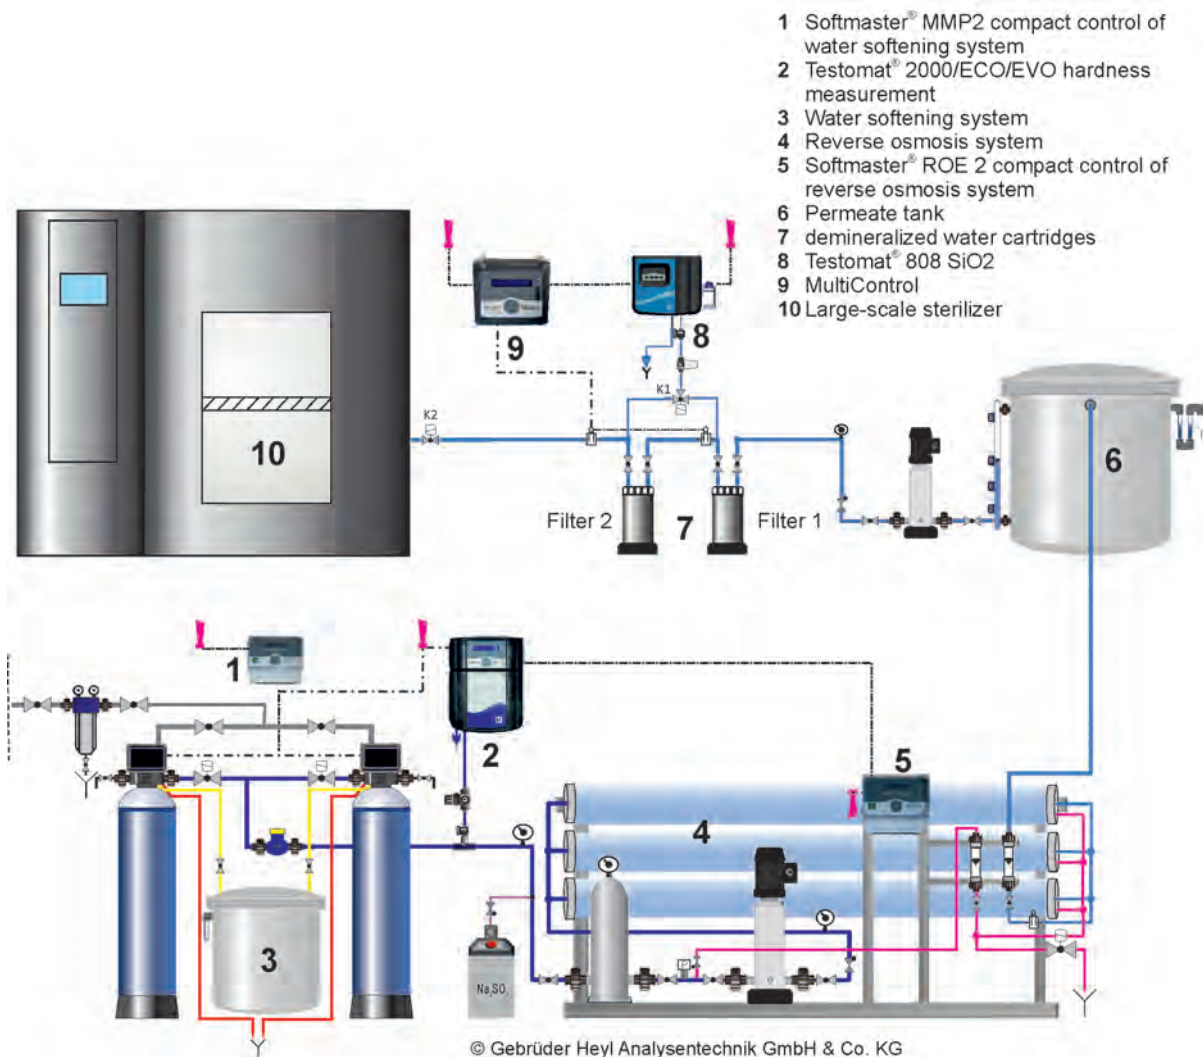 1 Softmaster® MMP2 compact control of
water softening system
2 Testomat® 2000/ECO/EVO hardness
measurement
3 Water softening system
4 Reverse osmosis system
5 Softmaster® ROE 2 compact control of
reverse osmosis system
6 Permeate tank
7 demineralized water cartridges
8 Testomat® 808 SiO2
9 MultiControl
10 Large-scale sterilizer
9
8
K1
K2
10
6
Filter 2
7
Filter 1
1
2
5
4
3
© Gebrüder Heyl Analysentechnik GmbH & Co. KG